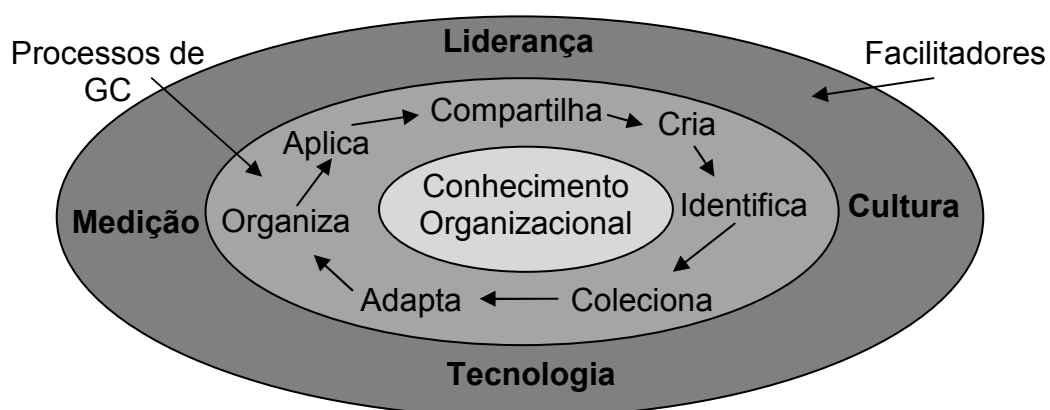 Liderança
Processos de
GC
Facilitadores
Compartilha
Cria
Aplica
Conhecimento
Organizacional
Identifica
Cultura
Medição
Organiza
Adapta
Coleciona
Tecnologia